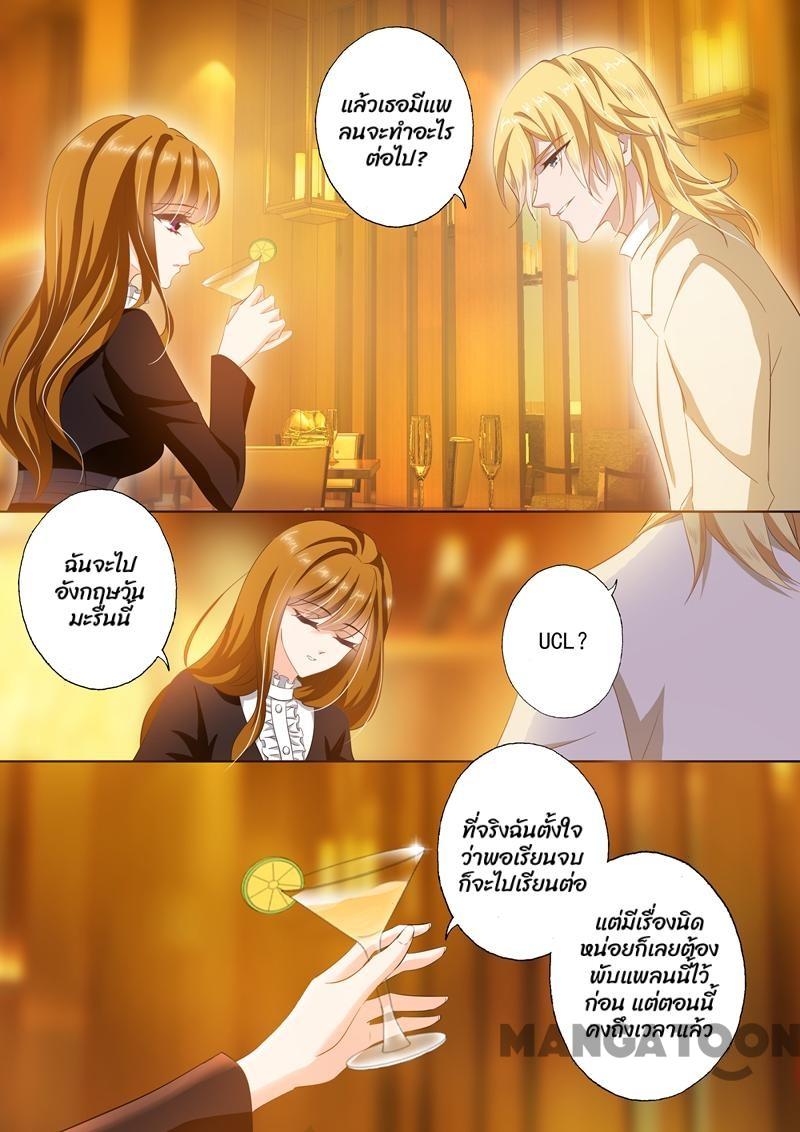 แล้วเธอมีแพ
ลนจะทำอะไร
ต่อไป?
ฉันจะไป
อังกฤษวัน
มะรืนนี้
UCL?
ที่จริงฉันตั้งใจ
ว่าพอเรียนจบ
ก็จะไปเรียนต่อ
แต่มีเรื่องนิด
หน่อยก็เลยต้อง
พับแพลนนี้ไว้
ก่อน แต่ตอนนี้
คงถึงเวลาแล้ว
MANGATOON